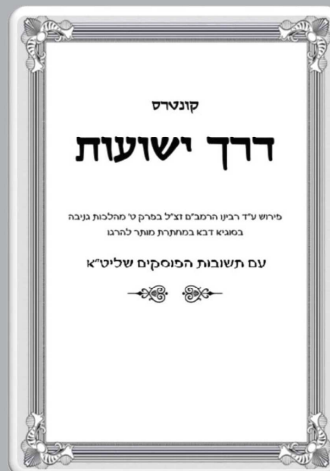 קונטרס
דרך ישועות
פירוש ע״ד רבינו הרמב״ם זצ״ל בפרק ט׳ מהלכות גניבה
בסוגיא דבא במחתרת מותר להרגו
עם תשובות הפוסקים שליט״א